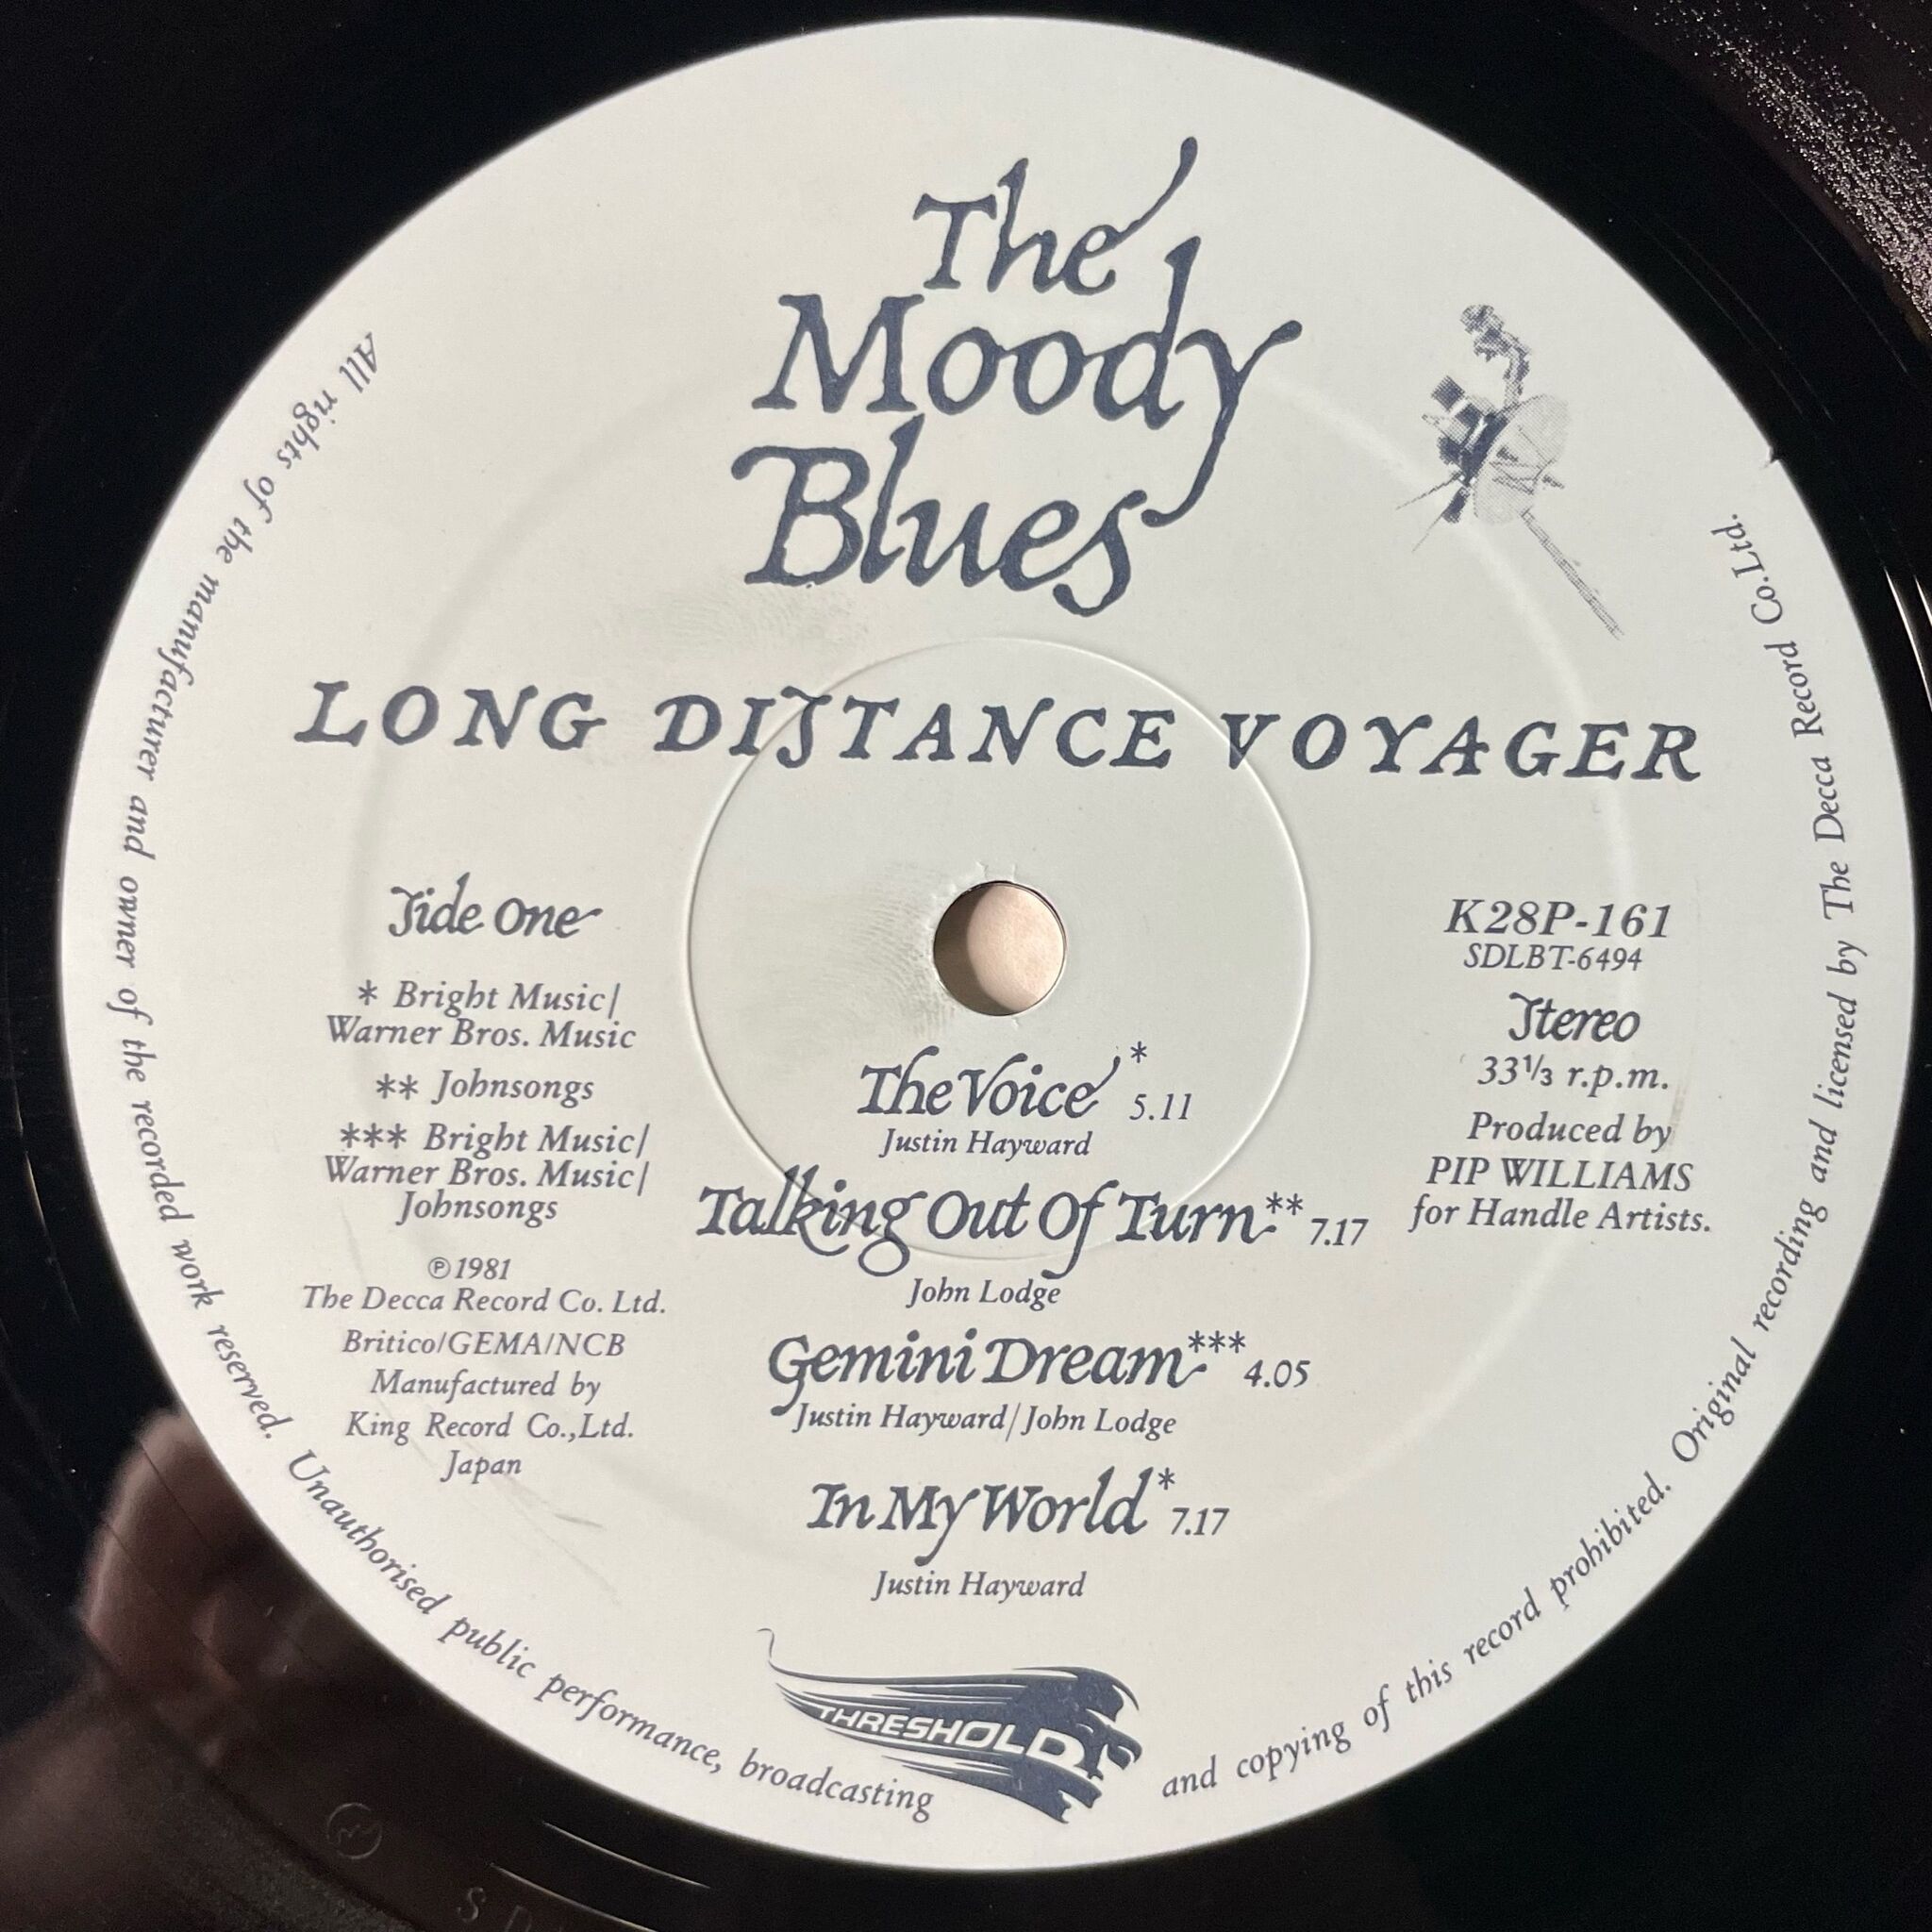 The
Moody
Blues
LONG DISTANCE VOYAGER
Side One
* Bright Music/
Warner Bros. Music
** Johnsongs
*** Bright Music/
Warner Bros. Music/
Johnsongs
℗1981
The Decca Record Co. Ltd.
Britico/GEMA/NCB
Manufactured by
King Record Co.,Ltd.
Japan
K28P-161
SDLBT-6494
Stereo
33⅓ r.p.m.
Produced by
PIP WILLIAMS
for Handle Artists.
The Voice* 5.11
Justin Hayward
Talking Out Of Turn** 7.17
John Lodge
Gemini Dream*** 4.05
Justin Hayward/John Lodge
In My World* 7.17
Justin Hayward
THRESHOLD
All rights of the manufacturer and owner of the recorded work reserved. Unauthorised public performance, broadcasting and copying of this record prohibited. Original recording and licensed by The Decca Record Co.Ltd.